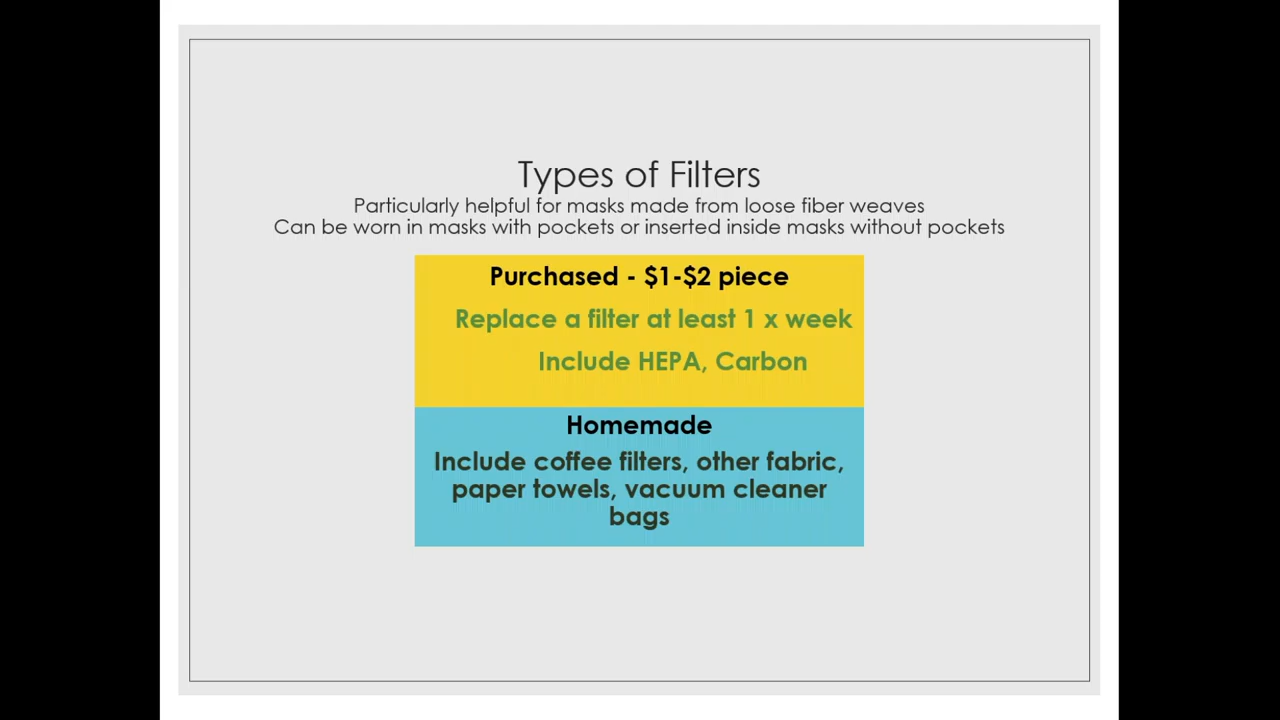 Types of Filters
Particularly helpful for masks made from loose fiber weaves
Can be worn in masks with pockets or inserted inside masks without pockets
Purchased - $1-$2 piece
Replace a filter at least 1 x week
Include HEPA, Carbon
Homemade
Include coffee filters, other fabric,
paper towels, vacuum cleaner
bags